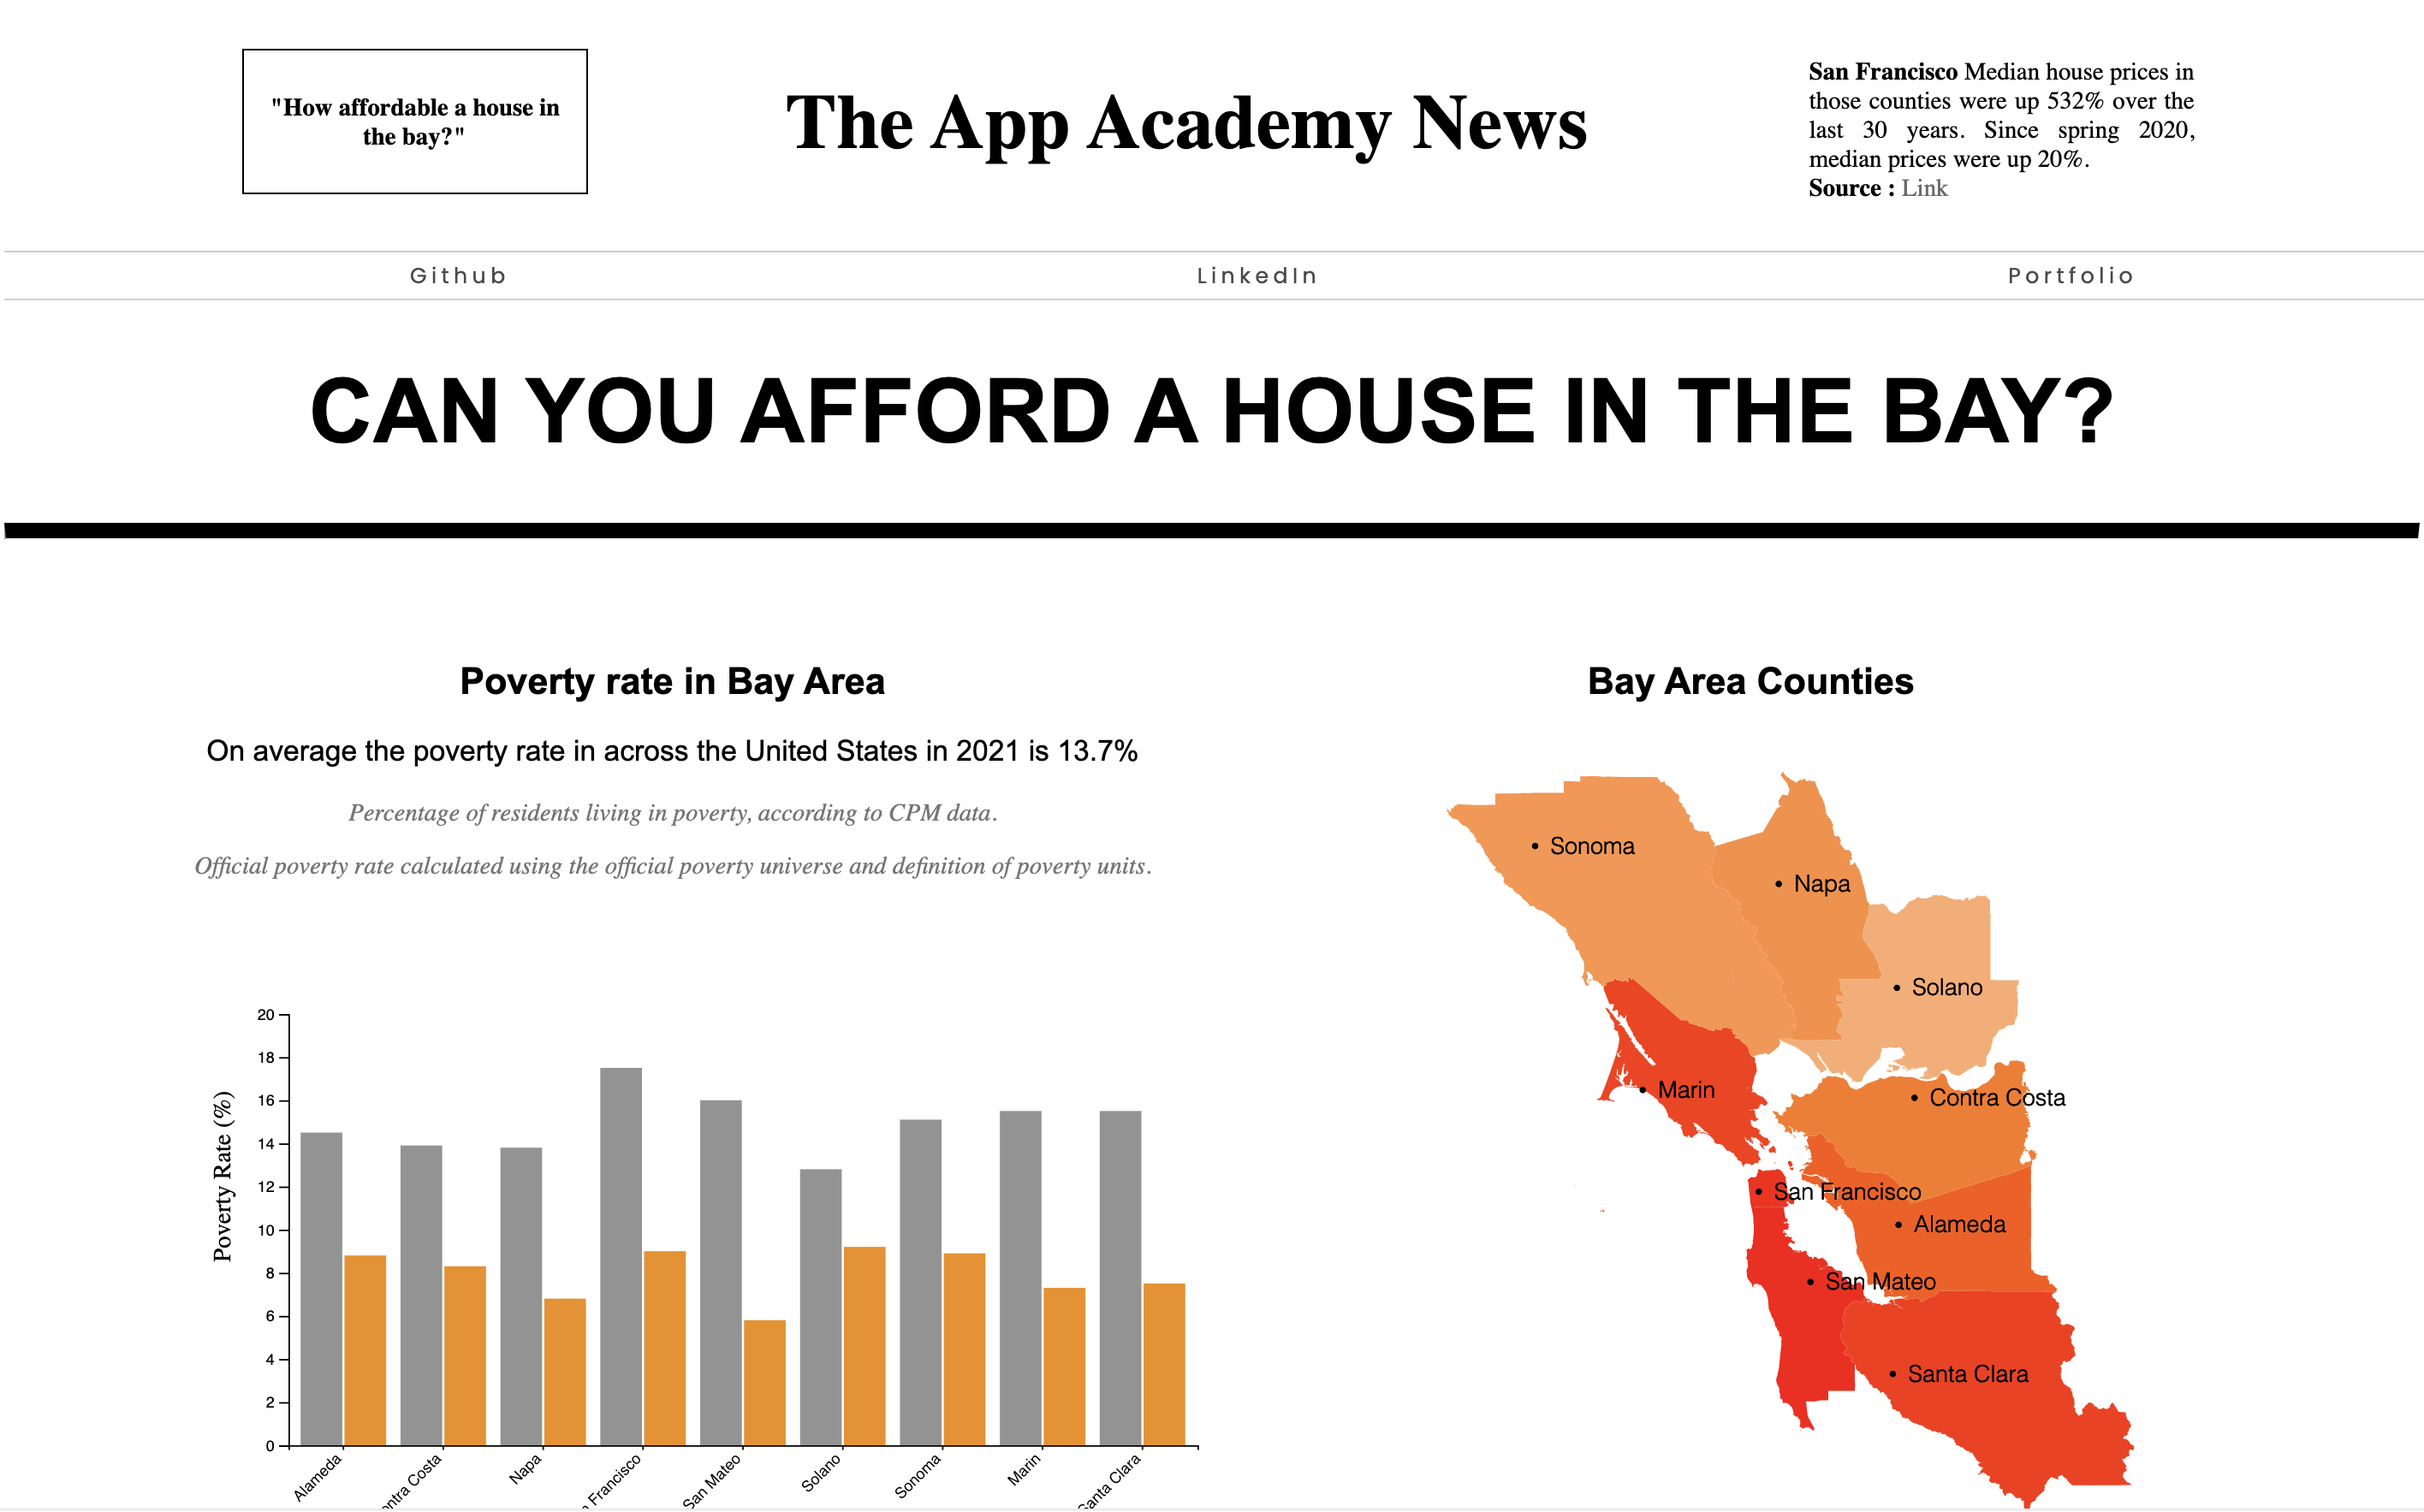 "How affordable a house in
the bay?"
The App Academy News
San Francisco Median house prices in
those counties were up 532% over the
last 30 years. Since spring 2020,
median prices were up 20%.
Source : Link
Github
LinkedIn
Portfolio
CAN YOU AFFORD A HOUSE IN THE BAY?
Poverty rate in Bay Area
On average the poverty rate in across the United States in 2021 is 13.7%
Percentage of residents living in poverty, according to CPM data.
Official poverty rate calculated using the official poverty universe and definition of poverty units.
Poverty Rate (%)
20
18
16
14
12
10
8
6
4
2
0
Alameda
ontra Costa
Napa
Francisco
San Mateo
Solano
Sonoma
Marin
anta Clara
Bay Area Counties
Sonoma
Napa
Solano
Marin
Contra Costa
San Francisco
Alameda
San Mateo
Santa Clara